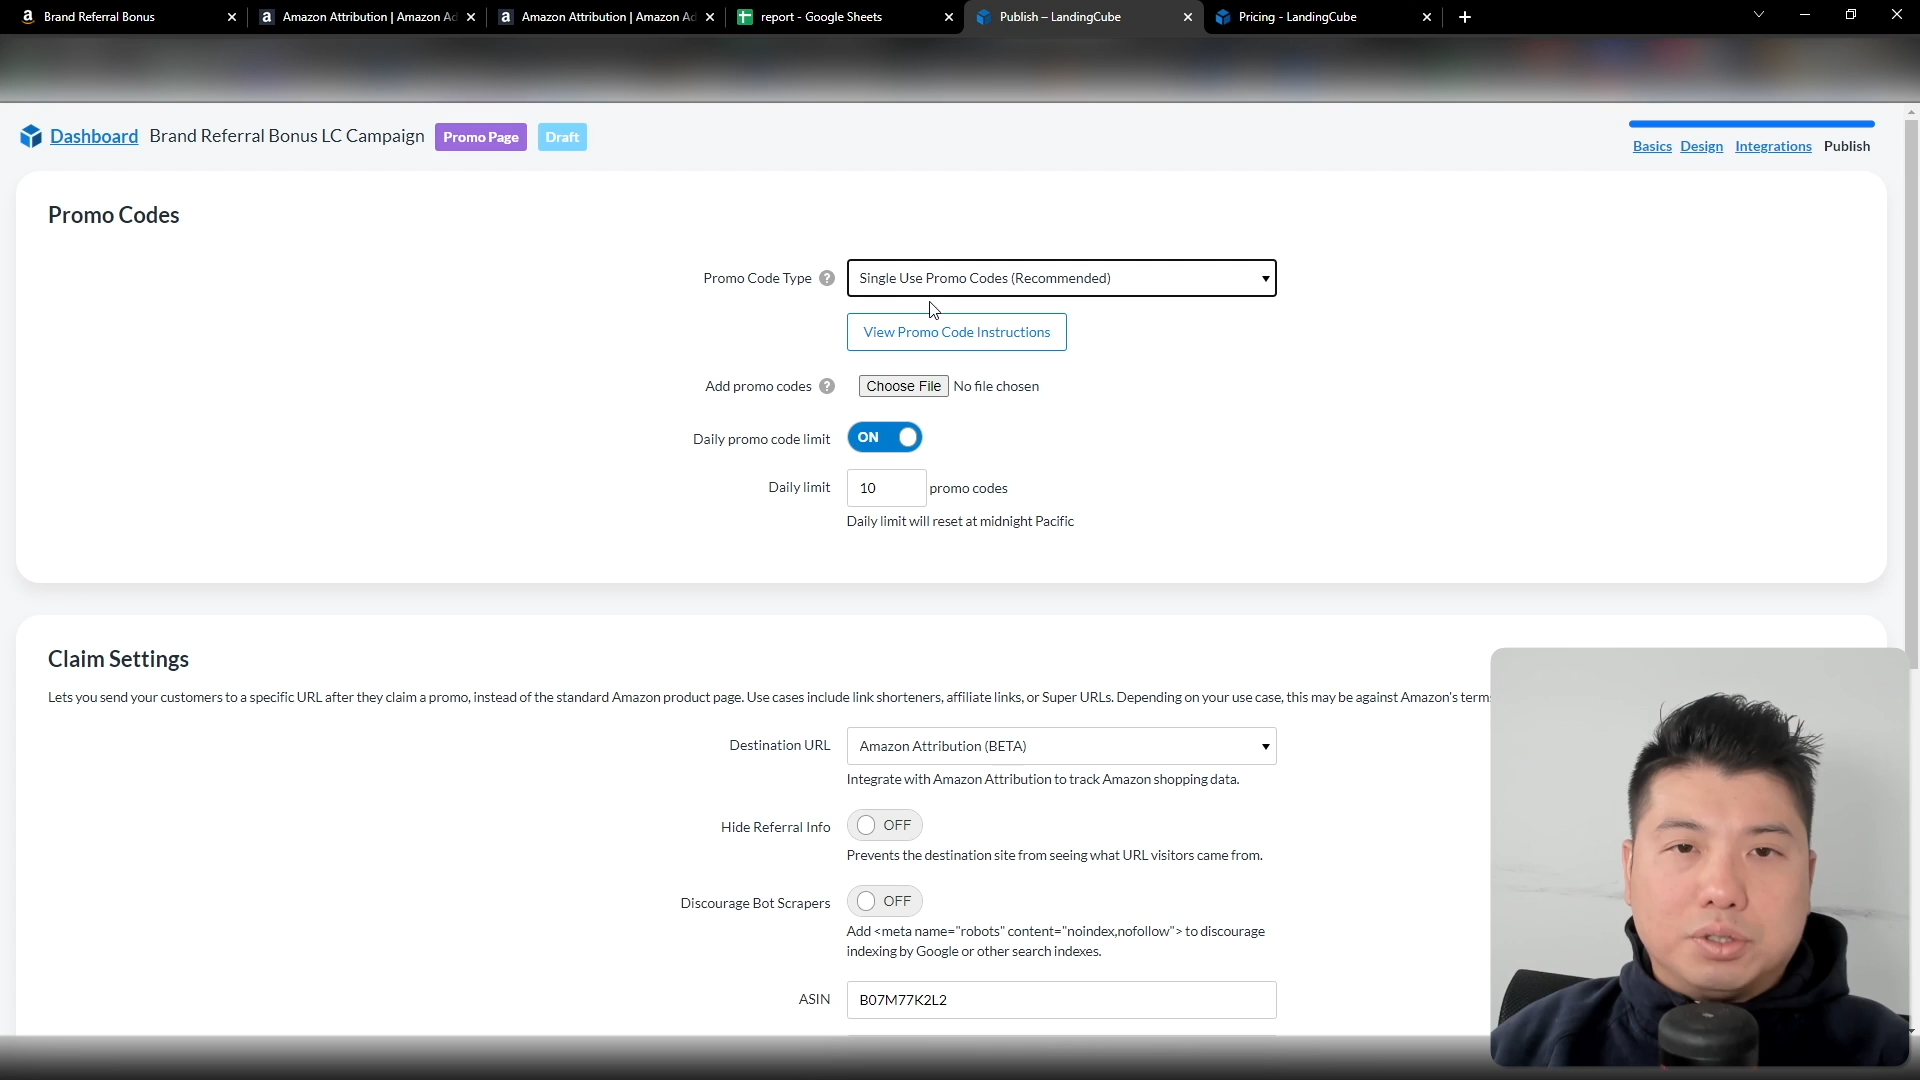 Brand Referral Bonus
Amazon Attribution | Amazon Ad
Amazon Attribution | Amazon Ad
report - Google Sheets
Publish – LandingCube
Pricing - LandingCube
Dashboard Brand Referral Bonus LC Campaign Promo Page Draft
Basics Design Integrations Publish
Promo Codes
Promo Code Type ? Single Use Promo Codes (Recommended)
View Promo Code Instructions
Add promo codes ? Choose File No file chosen
Daily promo code limit ON
Daily limit 10 promo codes
Daily limit will reset at midnight Pacific
Claim Settings
Lets you send your customers to a specific URL after they claim a promo, instead of the standard Amazon product page. Use cases include link shorteners, affiliate links, or Super URLs. Depending on your use case, this may be against Amazon's terms
Destination URL Amazon Attribution (BETA)
Integrate with Amazon Attribution to track Amazon shopping data.
Hide Referral Info OFF
Prevents the destination site from seeing what URL visitors came from.
Discourage Bot Scrapers OFF
Add <meta name="robots" content="noindex,nofollow"> to discourage
indexing by Google or other search indexes.
ASIN B07M77K2L2